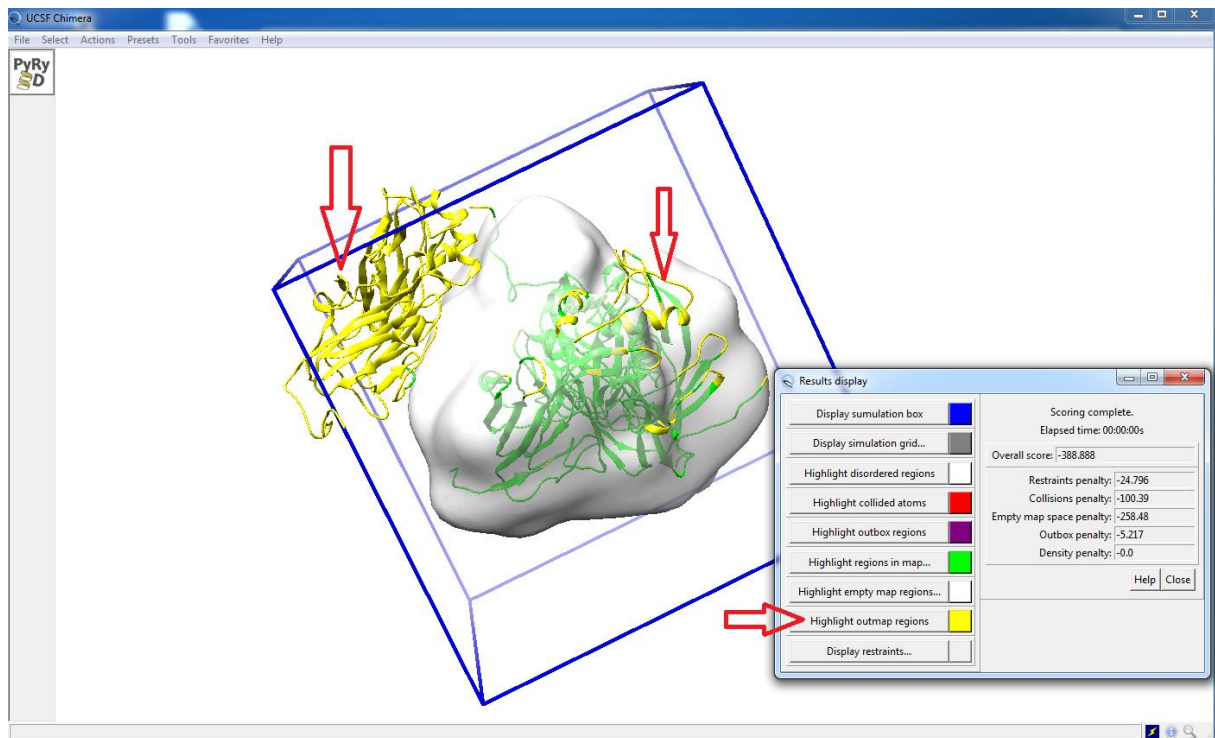 UCSF Chimera
File Select Actions Presets Tools Favorites Help
PyRy
3D
Results display
Display sumulation box
Display simulation grid...
Highlight disordered regions
Highlight collided atoms
Highlight outbox regions
Highlight regions in map...
Highlight empty map regions...
Highlight outmap regions
Display restraints...
Scoring complete.
Elapsed time: 00:00:00s
Overall score: -388.888
Restraints penalty: -24.796
Collisions penalty: -100.39
Empty map space penalty: -258.48
Outbox penalty: -5.217
Density penalty: -0.0
Help Close